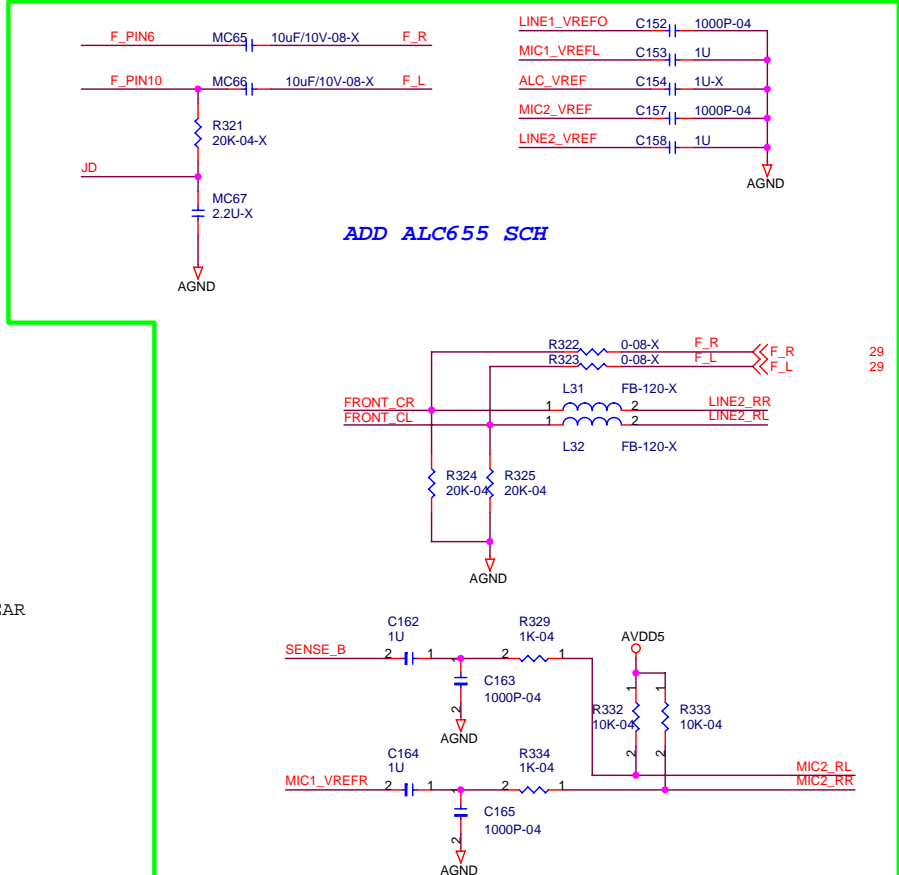 F_PIN6 MC65 10uF/10V-08-X F_R
F_PIN10 MC66 10uF/10V-08-X F_L
R321
20K-04-X
JD
MC67
2.2U-X
AGND
LINE1_VREFO C152 1000P-04
MIC1_VREFL C153 1U
ALC_VREF C154 1U-X
MIC2_VREF C157 1000P-04
LINE2_VREF C158 1U
AGND
ADD ALC655 SCH
R322 0-08-X F_R F_R 29
R323 0-08-X F_L F_L 29
L31 FB-120-X
FRONT_CR 1 2 LINE2_RR
FRONT_CL 1 2 LINE2_RL
L32 FB-120-X
R324 R325
20K-04 20K-04
AGND
EAR
C162 R329
1U 1K-04 AVDD5
SENSE_B 2 1 2 1
1 C163
1000P-04
2
AGND
1 1
R332 R333
10K-04 10K-04
2 2
C164 R334
1U 1K-04
MIC2_RL
MIC1_VREFR 2 1 2 1 MIC2_RR
1 C165
1000P-04
2
AGND